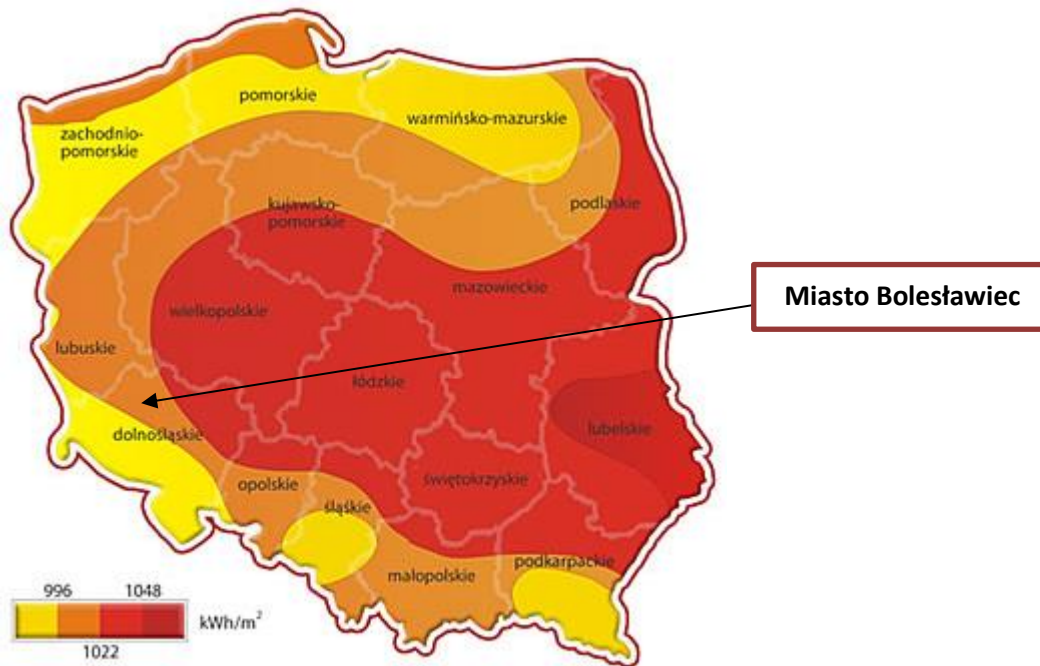 pomorskie
warmińsko-mazurskie
zachodnio-
pomorskie
kujawsko-
pomorskie
podlaskie
mazowieckie
Miasto Bolesławiec
wielkopolskie
lubuskie
łódzkie
lubelskie
dolnośląskie
świętokrzyskie
opolskie
śląskie
podkarpackie
małopolskie
996 1048
kWh/m²
1022